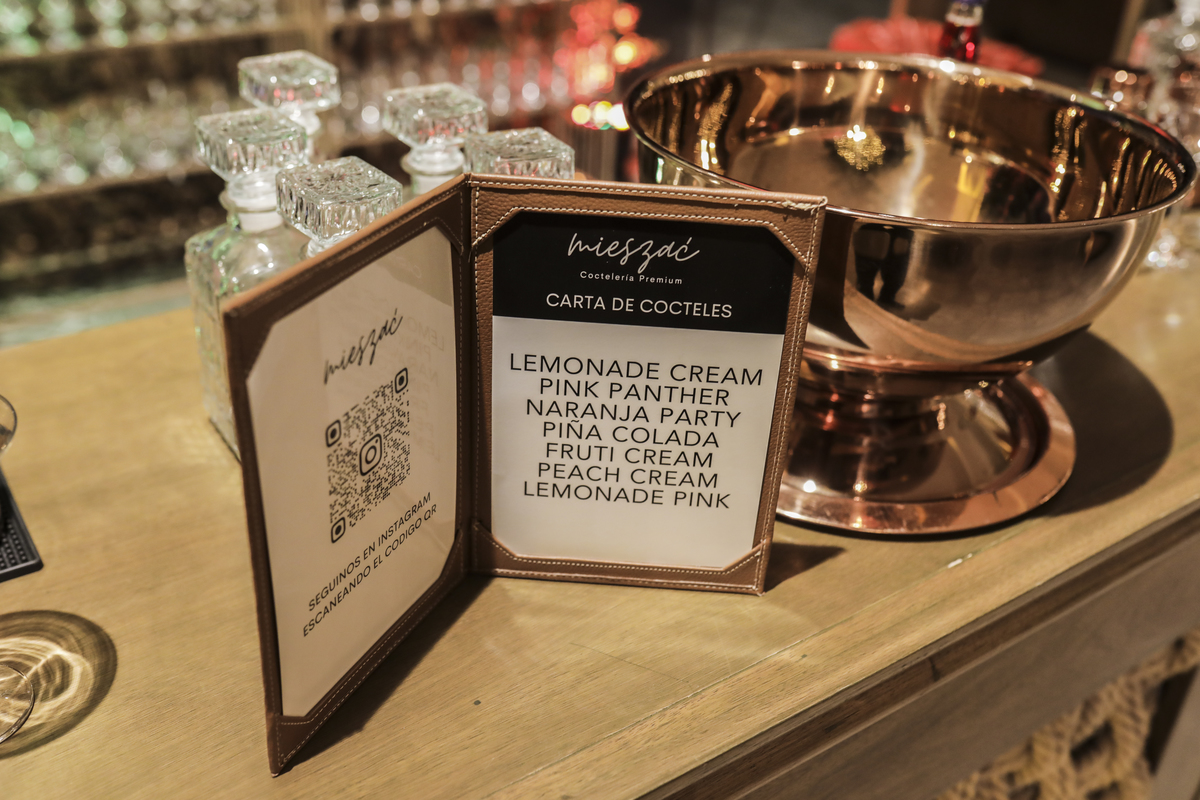 mieszać
SEGUINOS EN INSTAGRAM
ESCANEANDO EL CODIGO QR
mieszać
Coctelería Premium
CARTA DE COCTELES
LEMONADE CREAM
PINK PANTHER
NARANJA PARTY
PIÑA COLADA
FRUTI CREAM
PEACH CREAM
LEMONADE PINK